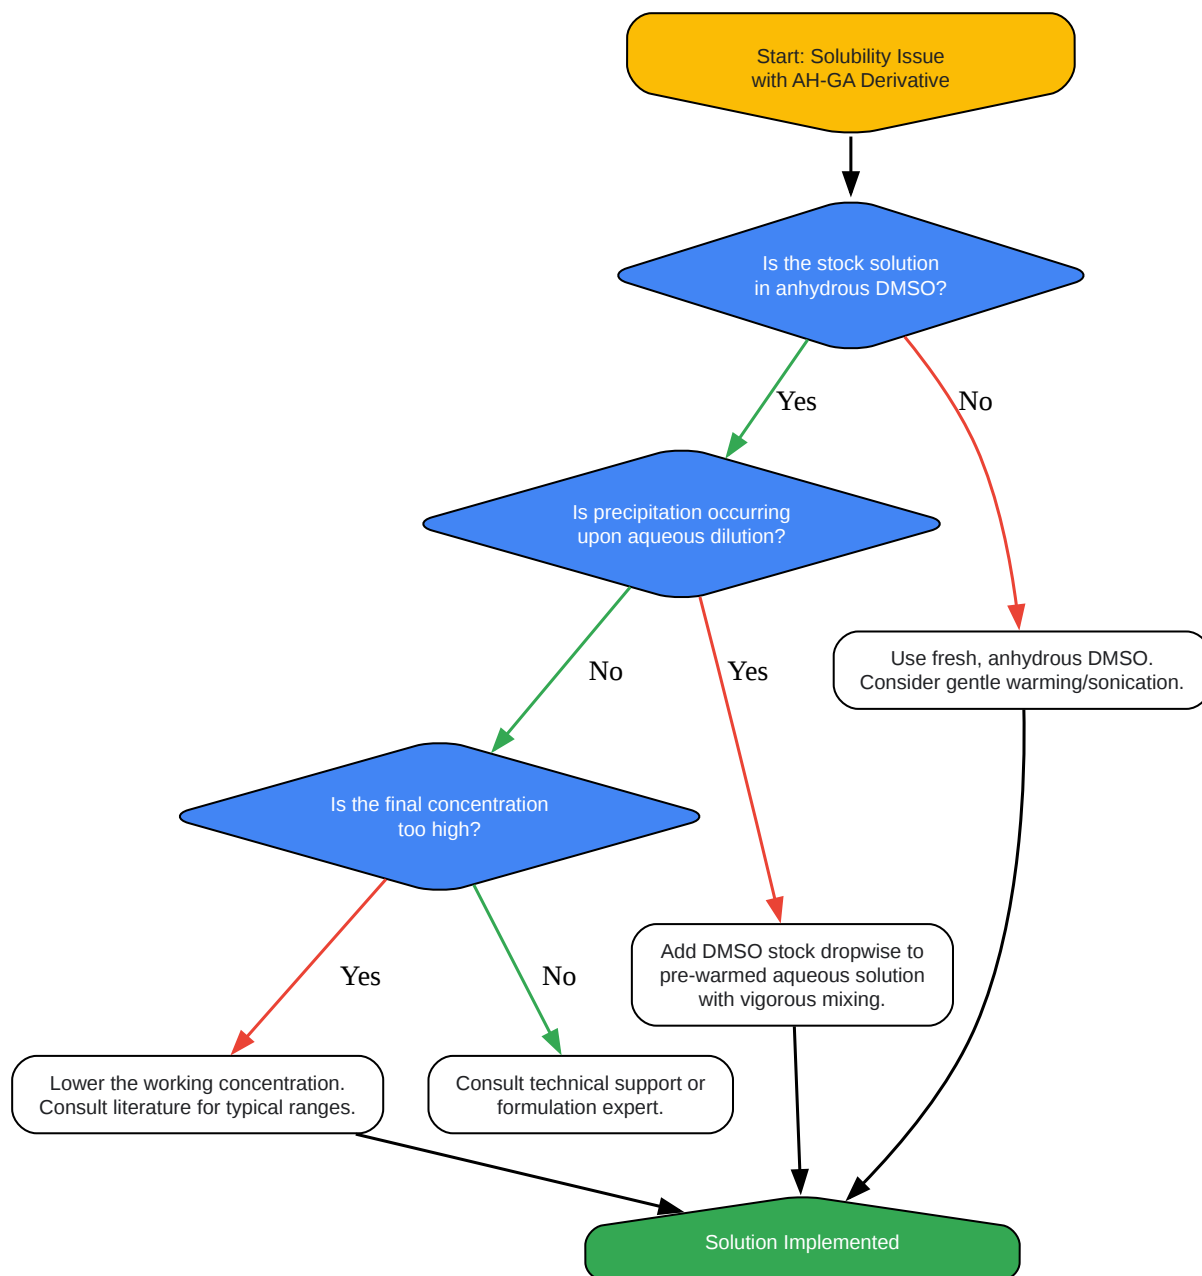 Start: Solubility Issue
with AH-GA Derivative
Is the stock solution
in anhydrous DMSO?
Yes
No
Is precipitation occurring
upon aqueous dilution?
No
Yes
Use fresh, anhydrous DMSO.
Consider gentle warming/sonication.
Is the final concentration
too high?
Yes
No
Add DMSO stock dropwise to
pre-warmed aqueous solution
with vigorous mixing.
Lower the working concentration.
Consult literature for typical ranges.
Consult technical support or
formulation expert.
Solution Implemented